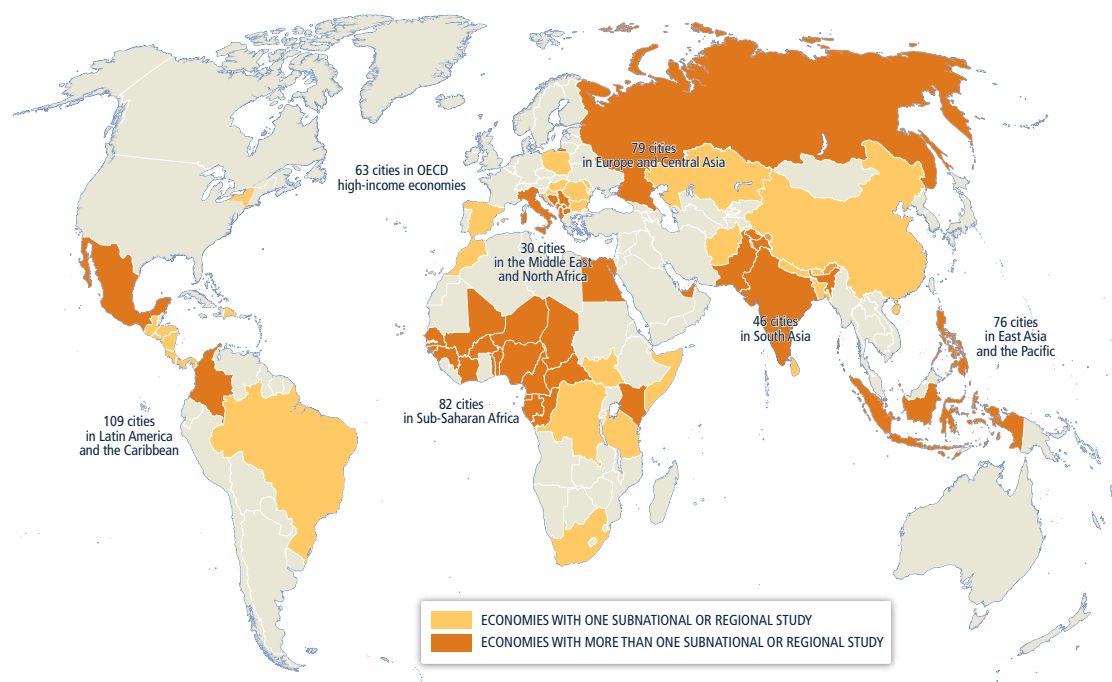 79 cities
in Europe and Central Asia
63 cities in OECD
high-income economies
30 cities
in the Middle East
and North Africa
46 cities
in South Asia
76 cities
in East Asia
and the Pacific
82 cities
in Sub-Saharan Africa
109 cities
in Latin America
and the Caribbean
ECONOMIES WITH ONE SUBNATIONAL OR REGIONAL STUDY
ECONOMIES WITH MORE THAN ONE SUBNATIONAL OR REGIONAL STUDY